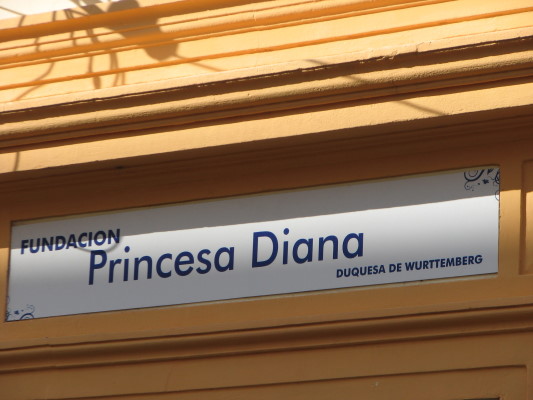 FUNDACION
Princesa Diana
DUQUESA DE WURTTEMBERG